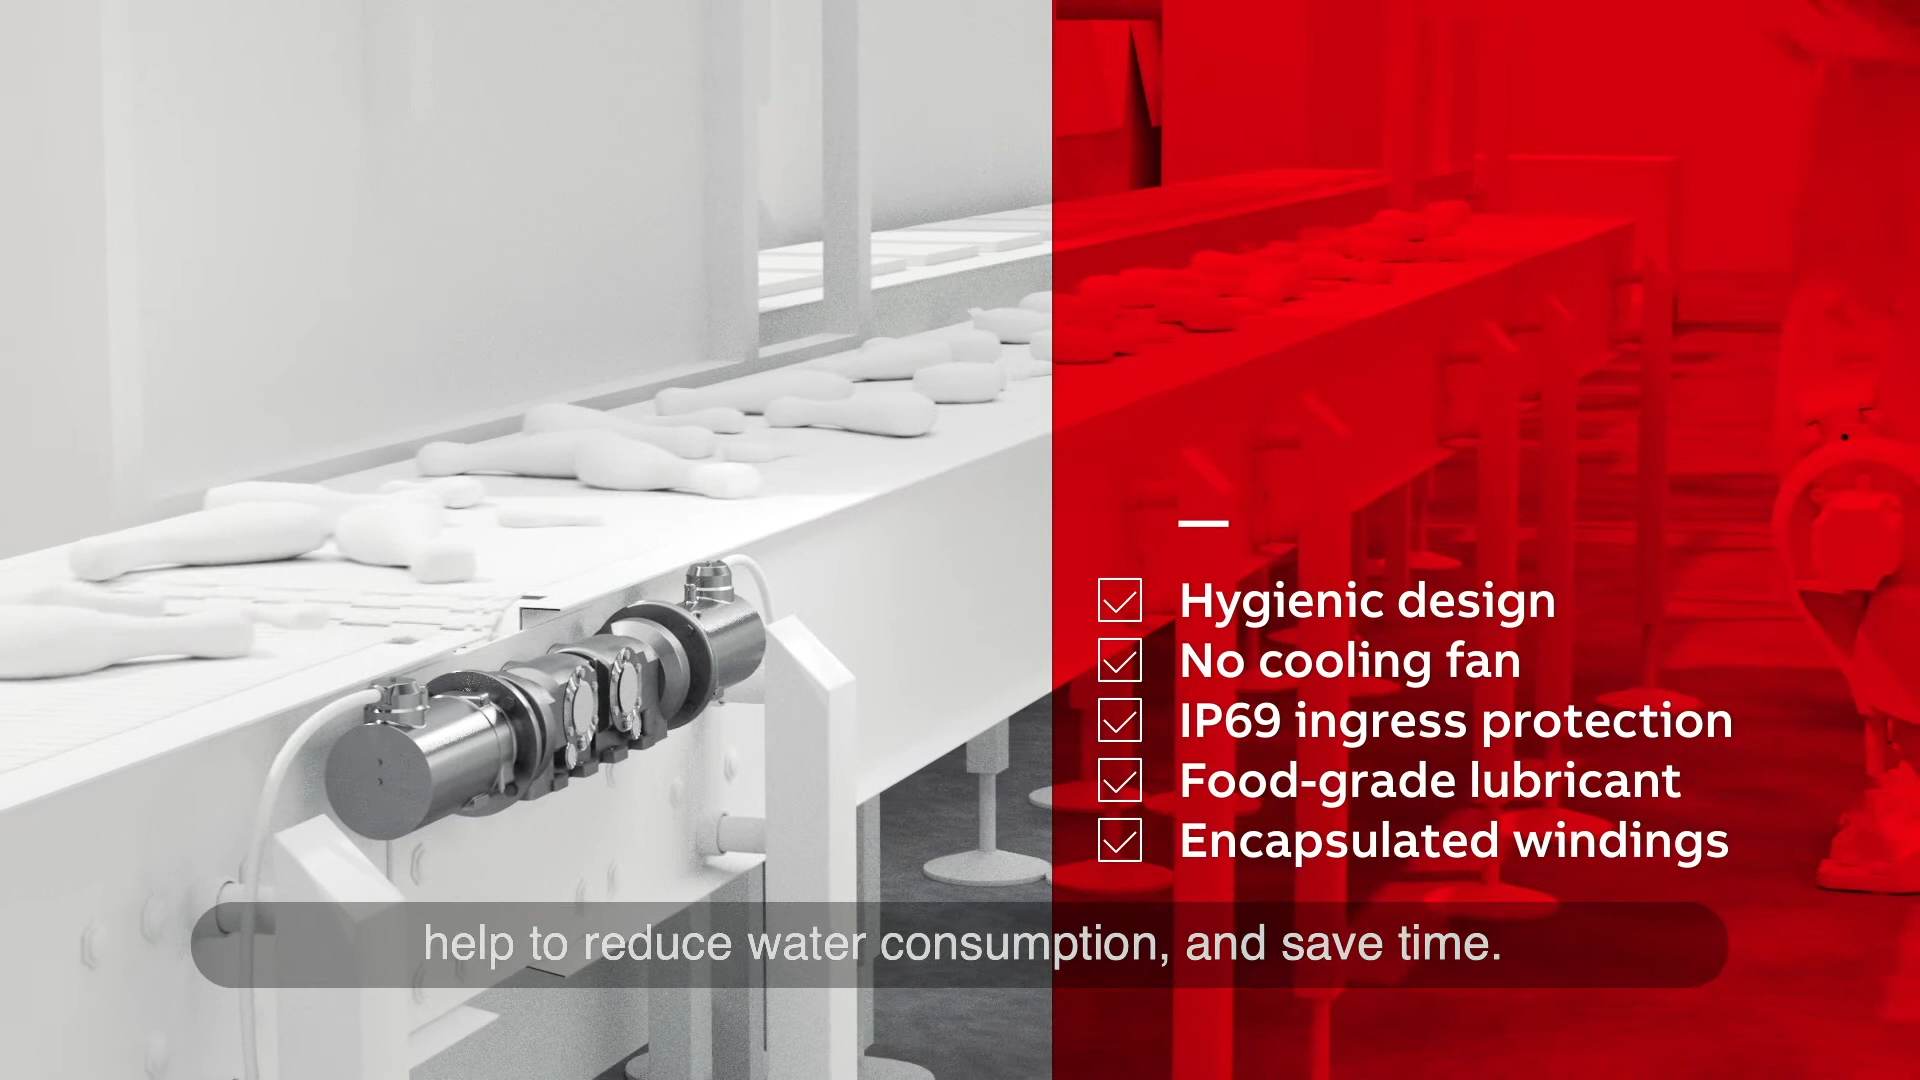 Hygienic design
No cooling fan
IP69 ingress protection
Food-grade lubricant
Encapsulated windings
help to reduce water consumption, and save time.